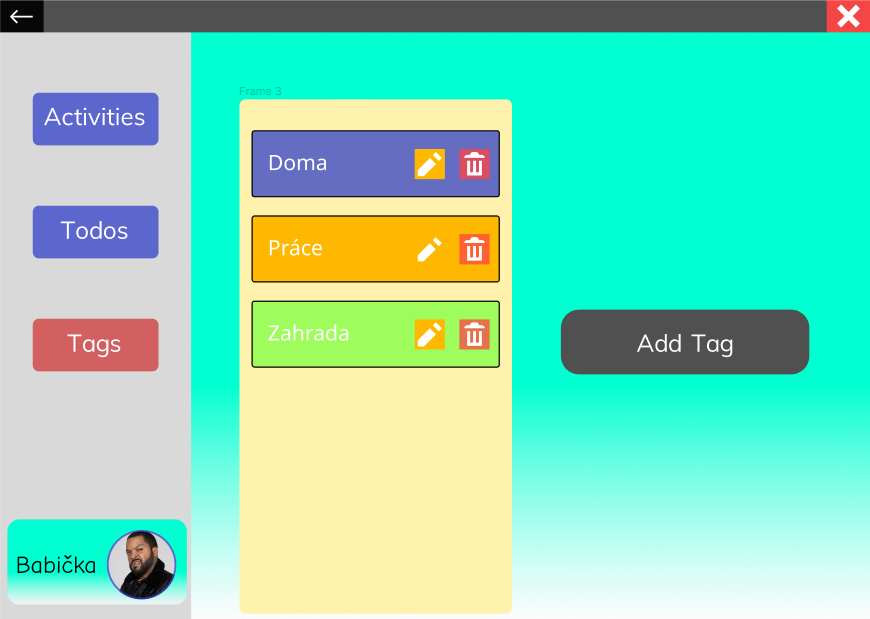 Activities
Todos
Tags
Babička
Frame 3
Doma
Práce
Zahrada
Add Tag